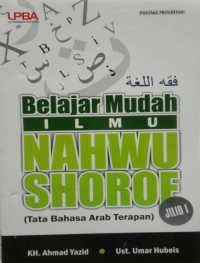 UPBA
PUSTAKA PROGRESIF
فقه اللغة
Belajar Mudah
ILMU
NAHWU
SHOROF
(Tata Bahasa Arab Terapan)
JILID I
KH. Ahmad Yazid • Ust. Umar Hubeis